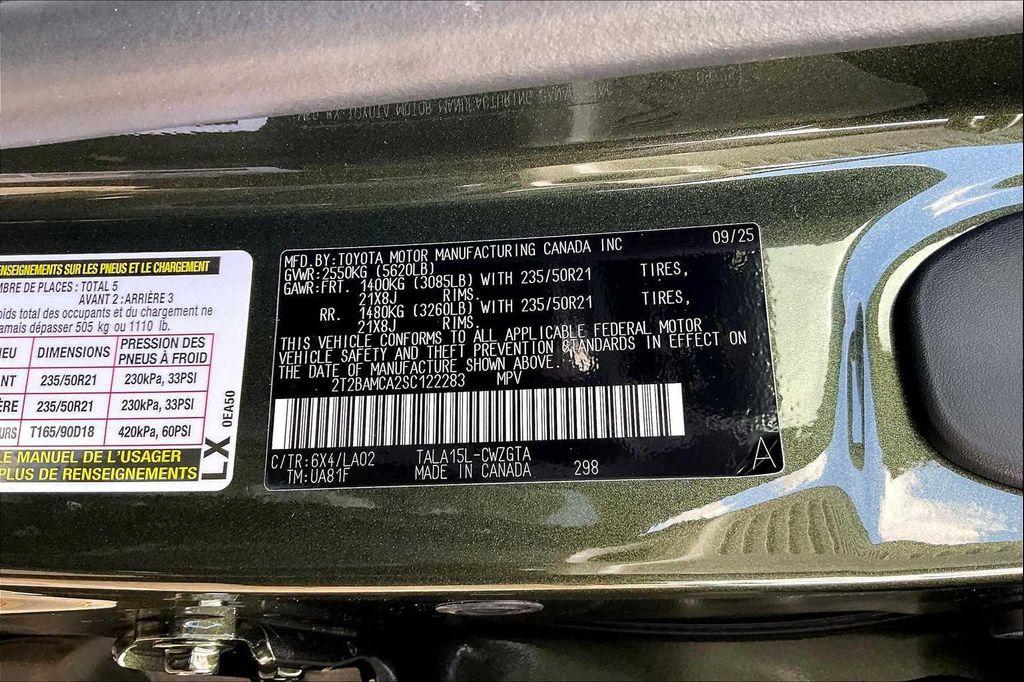 MFD.BY:TOYOTA MOTOR MANUFACTURING CANADA INC 09/25
GVWR:2550KG (5620LB)
GAWR:FRT. 1400KG (3085LB) WITH 235/50R21 TIRES,
21X8J RIMS.
RR. 1480KG (3260LB) WITH 235/50R21 TIRES,
21X8J RIMS.
THIS VEHICLE CONFORMS TO ALL APPLICABLE FEDERAL MOTOR
VEHICLE SAFETY AND THEFT PREVENTION STANDARDS IN EFFECT ON
THE DATE OF MANUFACTURE SHOWN ABOVE.
2T2BAMCA2SC122283 MPV
C/TR:6X4/LA02 TALA15L-CWZGTA
TM:UA81F MADE IN CANADA 298
A
ENSEIGNEMENTS SUR LES PNEUS ET LE CHARGEMENT
MBRE DE PLACES: TOTAL 5
AVANT 2 : ARRIÈRE 3
oids total des occupants et du chargement ne
amais dépasser 505 kg ou 1110 lb.
NEU DIMENSIONS PRESSION DES PNEUS À FROID
NT 235/50R21 230kPa, 33PSI
ÈRE 235/50R21 230kPa, 33PSI
OURS T165/90D18 420kPa, 60PSI
LE MANUEL DE L'USAGER
PLUS DE RENSEIGNEMENTS
LX 0EA50